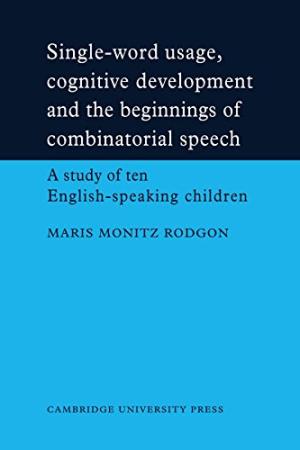 Single-word usage,
cognitive development
and the beginnings of
combinatorial speech
A study of ten
English-speaking children
MARIS MONITZ RODGON
CAMBRIDGE UNIVERSITY PRESS